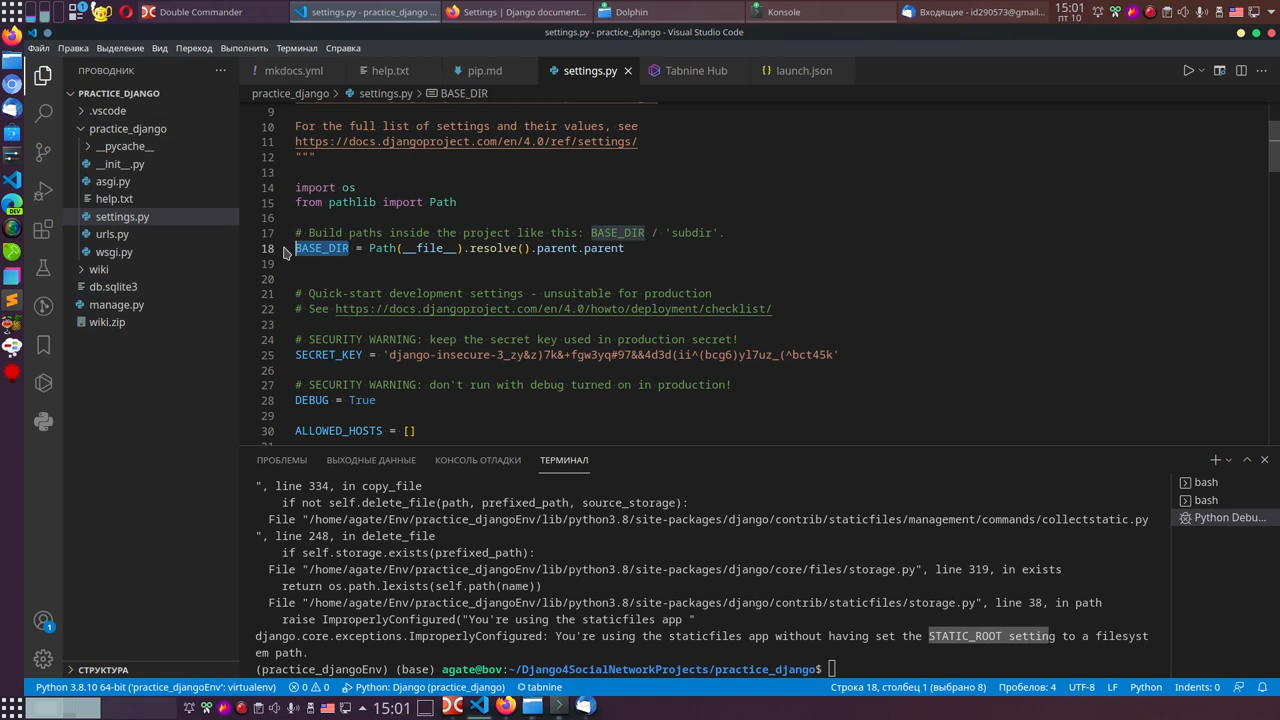 Double Commander
settings.py - practice_django ...
Settings | Django document...
Dolphin
Konsole
Входящие - id290573@gmail...
15:01
пт 10
settings.py - practice_django - Visual Studio Code
Файл Правка Выделение Вид Переход Выполнить Терминал Справка
ПРОВОДНИК
mkdocs.yml
help.txt
pip.md
settings.py
Tabnine Hub
launch.json
practice_django > settings.py > BASE_DIR
PRACTICE_DJANGO
.vscode
practice_django
__pycache__
__init__.py
asgi.py
help.txt
settings.py
urls.py
wsgi.py
wiki
db.sqlite3
manage.py
wiki.zip
DEV
1
СТРУКТУРА
9
10 For the full list of settings and their values, see
11 https://docs.djangoproject.com/en/4.0/ref/settings/
12 """
13
14 import os
15 from pathlib import Path
16
17 # Build paths inside the project like this: BASE_DIR / 'subdir'.
18 BASE_DIR = Path(__file__).resolve().parent.parent
19
20
21 # Quick-start development settings - unsuitable for production
22 # See https://docs.djangoproject.com/en/4.0/howto/deployment/checklist/
23
24 # SECURITY WARNING: keep the secret key used in production secret!
25 SECRET_KEY = 'django-insecure-3_zy&z)7k&+fgw3yq#97&&4d3d(ii^(bcg6)yl7uz_(^bct45k'
26
27 # SECURITY WARNING: don't run with debug turned on in production!
28 DEBUG = True
29
30 ALLOWED_HOSTS = []
ПРОБЛЕМЫ ВЫХОДНЫЕ ДАННЫЕ КОНСОЛЬ ОТЛАДКИ ТЕРМИНАЛ
", line 334, in copy_file
if not self.delete_file(path, prefixed_path, source_storage):
File "/home/agate/Env/practice_djangoEnv/lib/python3.8/site-packages/django/contrib/staticfiles/management/commands/collectstatic.py
", line 248, in delete_file
if self.storage.exists(prefixed_path):
File "/home/agate/Env/practice_djangoEnv/lib/python3.8/site-packages/django/core/files/storage.py", line 319, in exists
return os.path.lexists(self.path(name))
File "/home/agate/Env/practice_djangoEnv/lib/python3.8/site-packages/django/contrib/staticfiles/storage.py", line 38, in path
raise ImproperlyConfigured("You're using the staticfiles app "
django.core.exceptions.ImproperlyConfigured: You're using the staticfiles app without having set the STATIC_ROOT setting to a filesyst
em path.
(practice_djangoEnv) (base) agate@bov:~/Django4SocialNetworkProjects/practice_django$
bash
bash
Python Debu...
Python 3.8.10 64-bit ('practice_djangoEnv': virtualenv) 0 0 Python: Django (practice_django) tabnine Строка 18, столбец 1 (выбрано 8) Пробелов: 4 UTF-8 LF Python Indents: 0
15:01